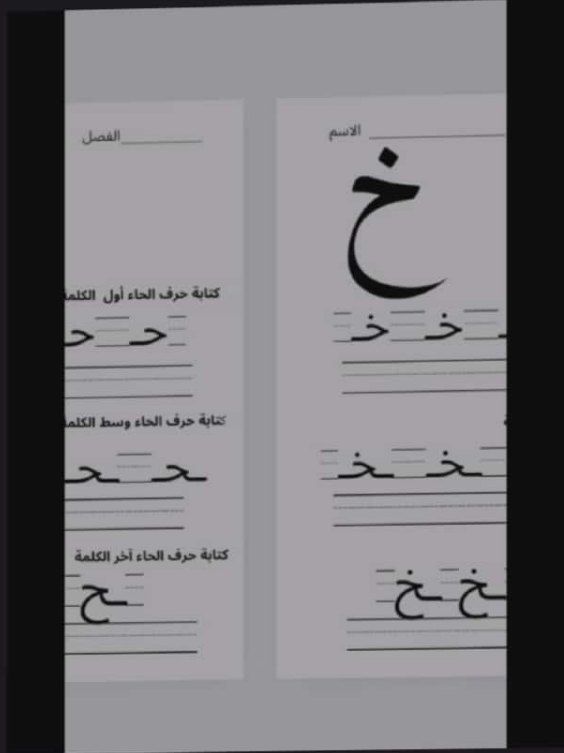 الاسم
خ
خـ خـ
ـخـ ـخـ
ـخ ـخ
الفصل
كتابة حرف الحاء أول الكلمة
حـ حـ
كتابة حرف الحاء وسط الكلمة
ـحـ ـحـ
كتابة حرف الحاء آخر الكلمة
ـح